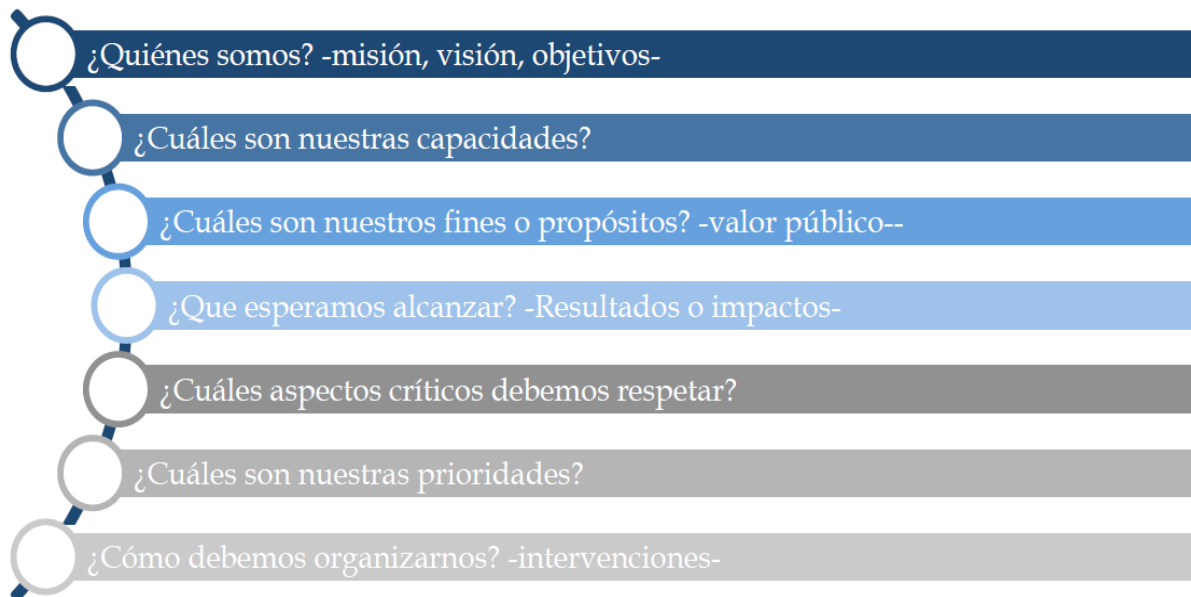 ¿Quiénes somos? -misión, visión, objetivos-
¿Cuáles son nuestras capacidades?
¿Cuáles son nuestros fines o propósitos? -valor público--
¿Que esperamos alcanzar? -Resultados o impactos-
¿Cuáles aspectos críticos debemos respetar?
¿Cuáles son nuestras prioridades?
¿Cómo debemos organizarnos? -intervenciones-